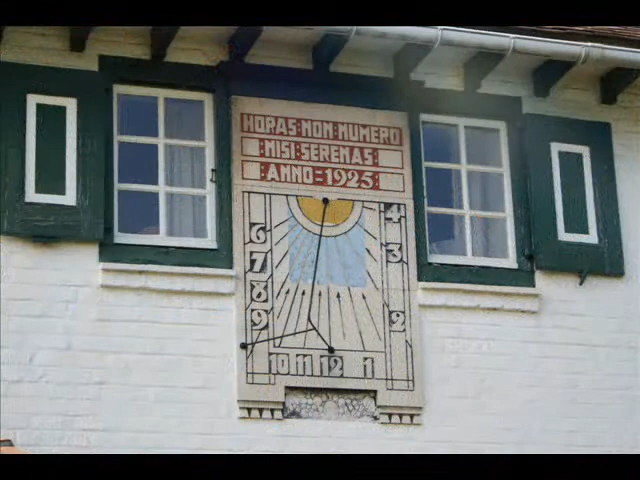 HORAS·NON·NUMERO
:NISI·SERENAS:
:ANNO=1925:
6 4
7 3
8
9 2
10 11 12 1